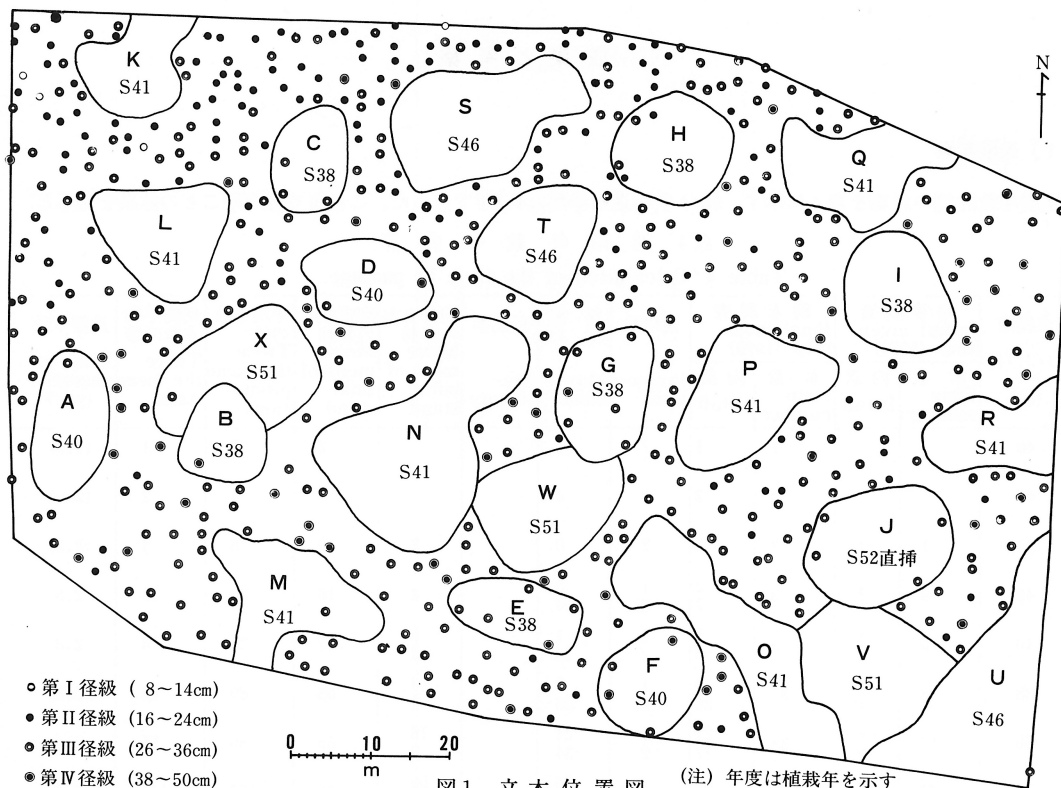 N
K
S41
S
S46
C
S38
H
S38
Q
S41
L
S41
T
S46
D
S40
I
S38
X
S51
G
S38
P
S41
A
S40
B
S38
N
S41
R
S41
W
S51
J
S52直挿
M
S41
E
S38
F
S40
O
S41
V
S51
U
S46
第Ⅰ径級 (8~14cm)
第Ⅱ径級 (16~24cm)
第Ⅲ径級 (26~36cm)
第Ⅳ径級 (38~50cm)
0 10 20
m
図1 立木位置図
(注) 年度は植栽年を示す